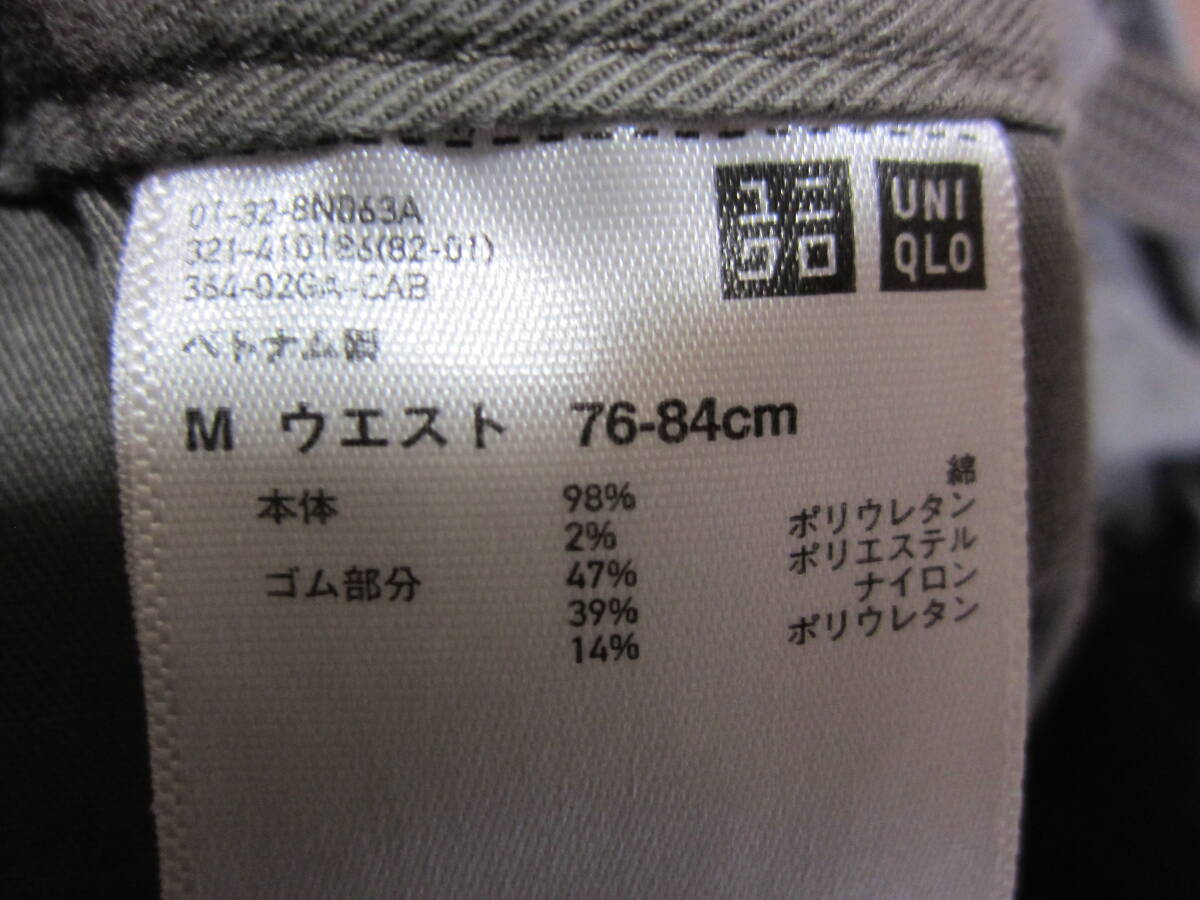 01-32-8N063A
ユニ
クロ
UNI
QLO
321-410186(82-01)
364-02GA-CAB
ベトナム製
M ウエスト 76-84cm
本体 98% 綿
2% ポリウレタン
ゴム部分 47% ポリエステル
39% ナイロン
14% ポリウレタン